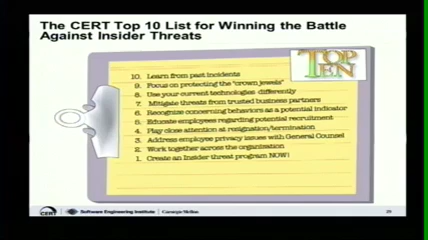 The CERT Top 10 List for Winning the Battle
Against Insider Threats
TOP
TEN
10. Learn from past incidents
9. Focus on protecting the "crown jewels"
8. Use your current technologies differently
7. Mitigate threats from trusted business partners
6. Recognize concerning behaviors as a potential indicator
5. Educate employees regarding potential recruitment
4. Play close attention at resignation/termination
3. Address employee privacy issues with General Counsel
2. Work together across the organization
1. Create an insider threat program NOW!
CERT
Software Engineering Institute
Carnegie Mellon
29